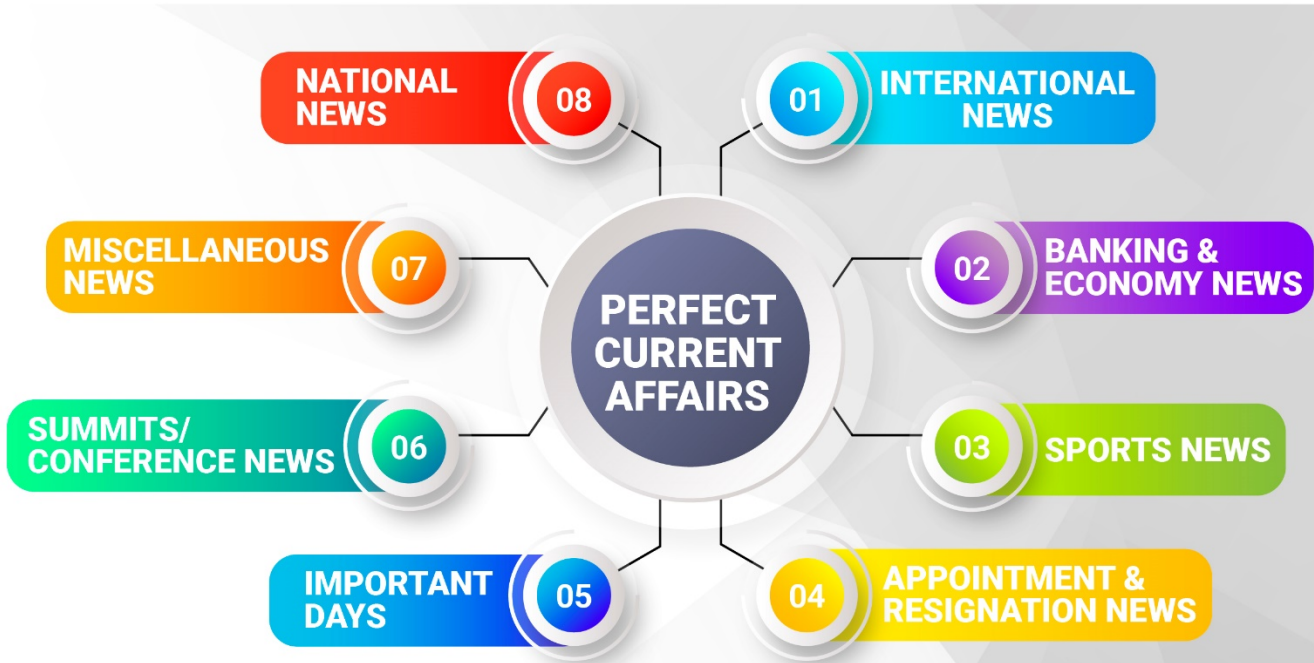 NATIONAL
NEWS
08
01
INTERNATIONAL
NEWS
MISCELLANEOUS
NEWS
07
02
BANKING &
ECONOMY NEWS
PERFECT
CURRENT
AFFAIRS
SUMMITS/
CONFERENCE NEWS
06
03
SPORTS NEWS
IMPORTANT
DAYS
05
04
APPOINTMENT &
RESIGNATION NEWS